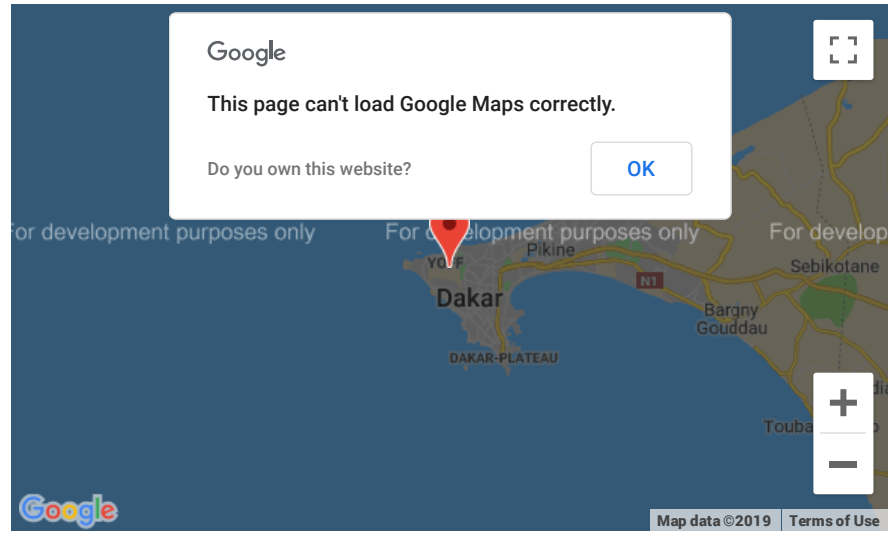 Google
This page can't load Google Maps correctly.
Do you own this website?
OK
For development purposes only
For development purposes only
For develop
YOFF
Pikine
Sebikotane
N1
Dakar
Bargny
Gouddau
DAKAR-PLATEAU
Touba
Google
Map data ©2019
Terms of Use